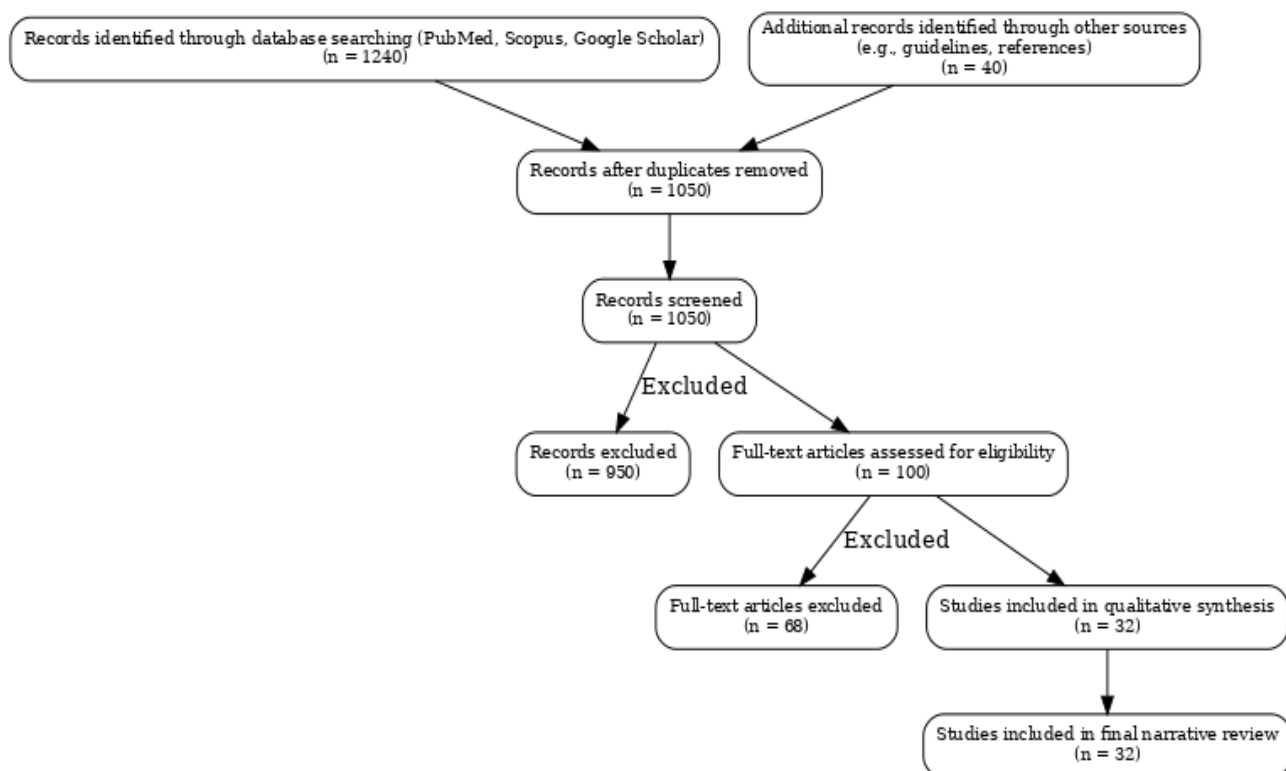 Records identified through database searching (PubMed, Scopus, Google Scholar)
(n = 1240)
Additional records identified through other sources
(e.g., guidelines, references)
(n = 40)
Records after duplicates removed
(n = 1050)
Records screened
(n = 1050)
Excluded
Records excluded
(n = 950)
Full-text articles assessed for eligibility
(n = 100)
Excluded
Full-text articles excluded
(n = 68)
Studies included in qualitative synthesis
(n = 32)
Studies included in final narrative review
(n = 32)